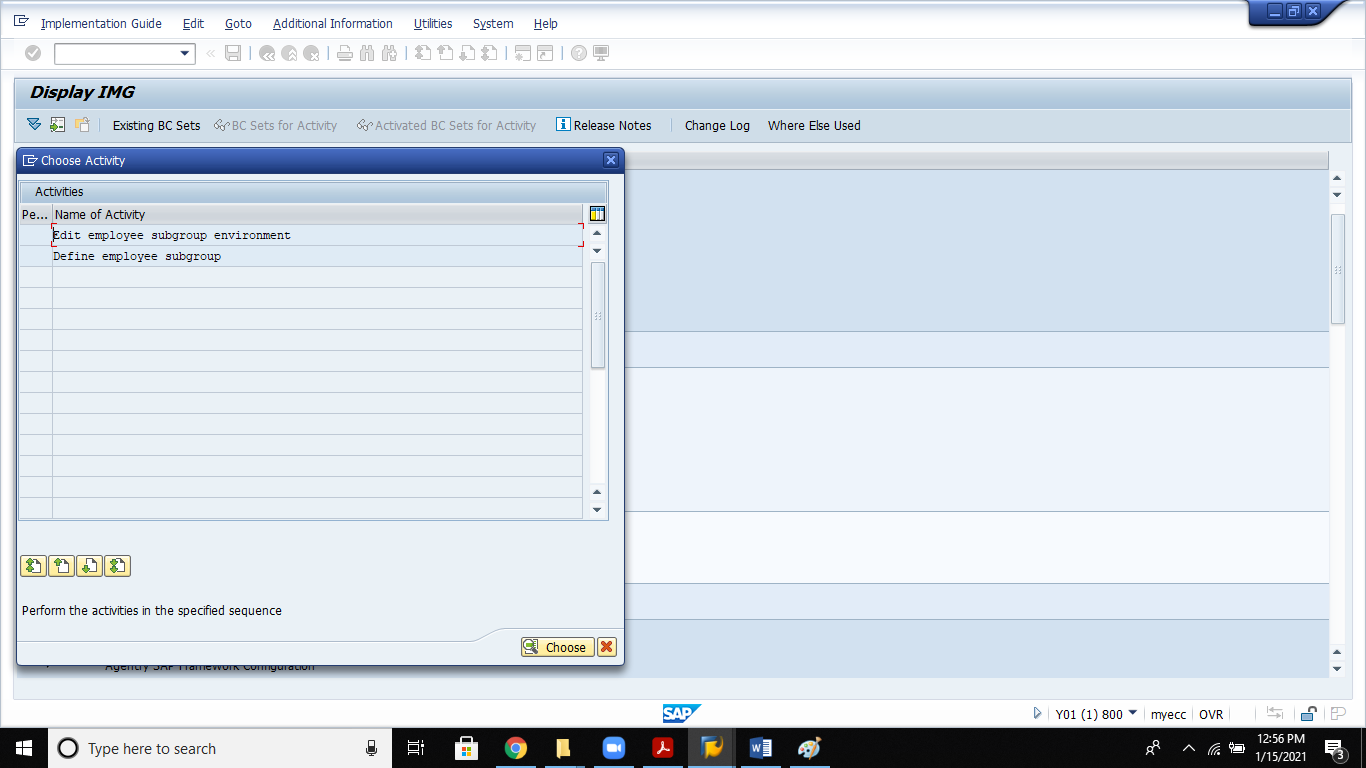 Implementation Guide Edit Goto Additional Information Utilities System Help
Display IMG
Existing BC Sets BC Sets for Activity Activated BC Sets for Activity Release Notes Change Log Where Else Used
Choose Activity
Activities
Pe... Name of Activity
Edit employee subgroup environment
Define employee subgroup
Perform the activities in the specified sequence
Choose
Agentry SAP Framework Configuration
SAP Y01 (1) 800 myecc OVR
Type here to search
12:56 PM
1/15/2021
3